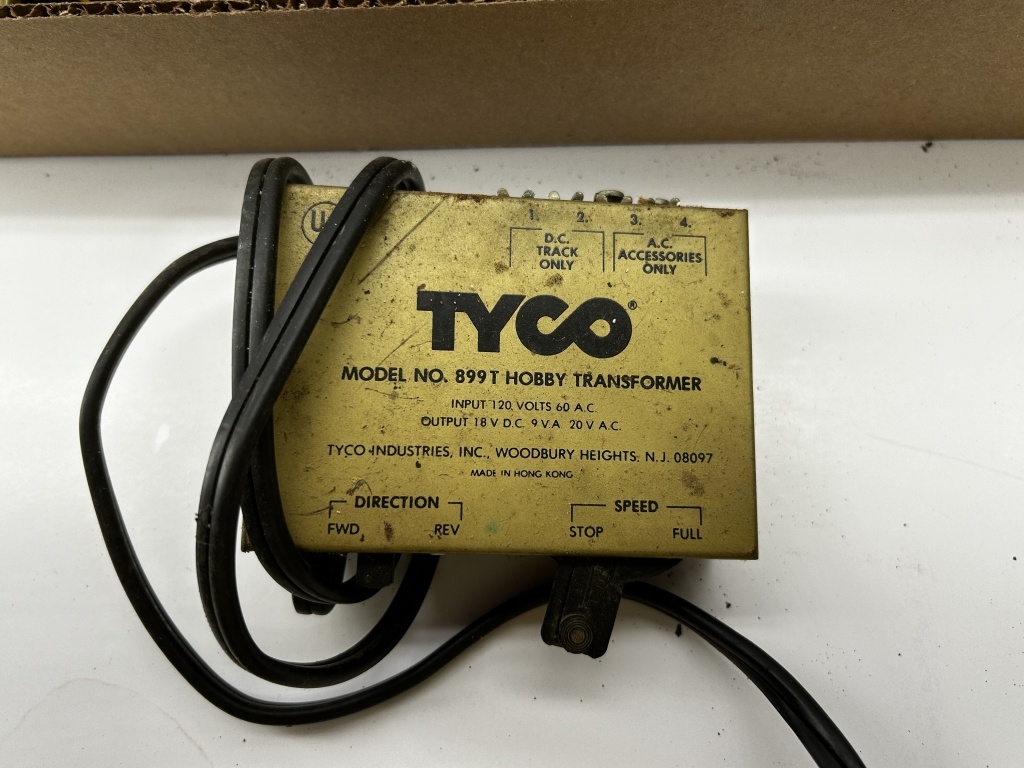 U
1. 2. 3. 4.
D.C. TRACK ONLY
A.C. ACCESSORIES ONLY
TYCO®
MODEL NO. 899T HOBBY TRANSFORMER
INPUT 120 VOLTS 60 A.C.
OUTPUT 18 V D.C. 9 V.A 20 V A.C.
TYCO INDUSTRIES, INC., WOODBURY HEIGHTS, N.J. 08097
MADE IN HONG KONG
DIRECTION
FWD REV
SPEED
STOP FULL